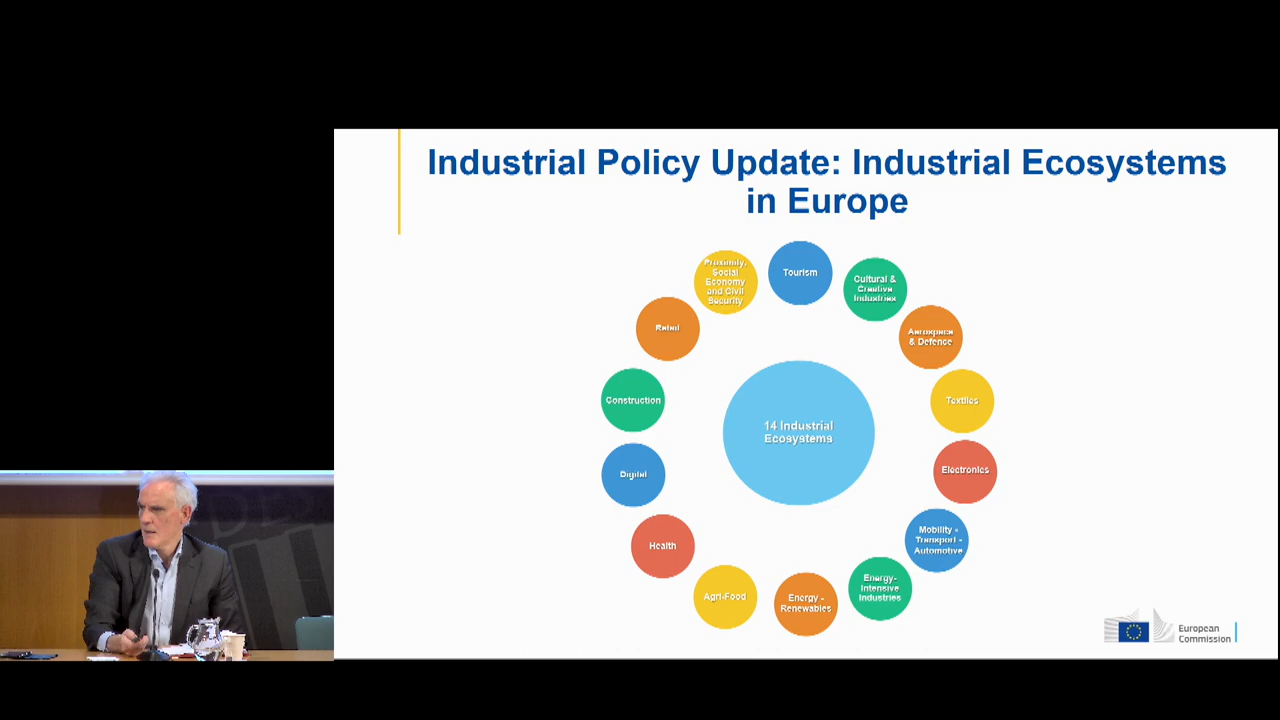 Industrial Policy Update: Industrial Ecosystems
in Europe
Proximity,
Social
Economy
and Civil
Security
Tourism
Cultural &
Creative
Industries
Retail
Aerospace
& Defence
Construction
Textiles
14 Industrial
Ecosystems
Digital
Electronics
Health
Mobility -
Transport -
Automotive
Agri-Food
Energy -
Renewables
Energy-
Intensive
Industries
European
Commission